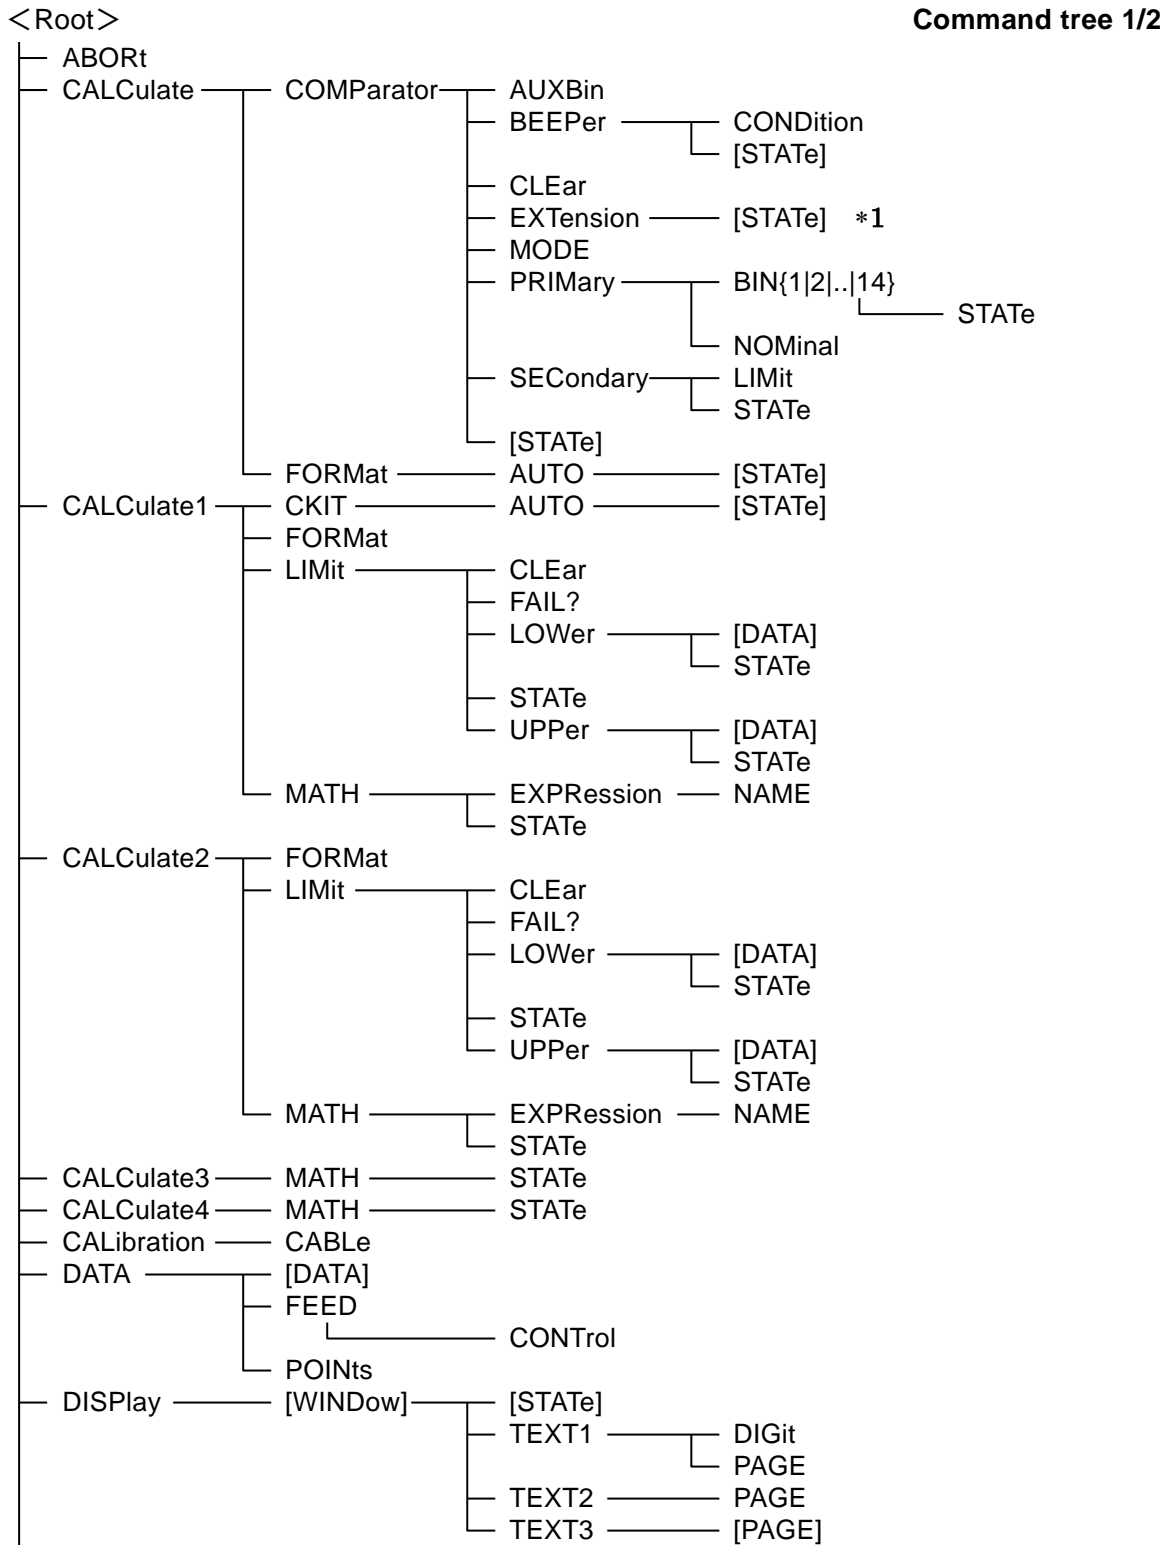 ＜Root＞ Command tree 1/2
ABORt
CALCulate COMParator AUXBin
BEEPer CONDition
[STATe]
CLEar
EXTension [STATe] *1
MODE
PRIMary BIN{1|2|..|14}
STATe
NOMinal
SECondary LIMit
STATe
[STATe]
FORMat AUTO [STATe]
CALCulate1 CKIT AUTO [STATe]
FORMat
LIMit CLEar
FAIL?
LOWer [DATA]
STATe
STATe
UPPer [DATA]
STATe
MATH EXPRession NAME
STATe
CALCulate2 FORMat
LIMit CLEar
FAIL?
LOWer [DATA]
STATe
STATe
UPPer [DATA]
STATe
MATH EXPRession NAME
STATe
CALCulate3 MATH STATe
CALCulate4 MATH STATe
CALibration CABLe
DATA [DATA]
FEED
CONTrol
POINts
DISPlay [WINDow] [STATe]
TEXT1 DIGit
PAGE
TEXT2 PAGE
TEXT3 [PAGE]